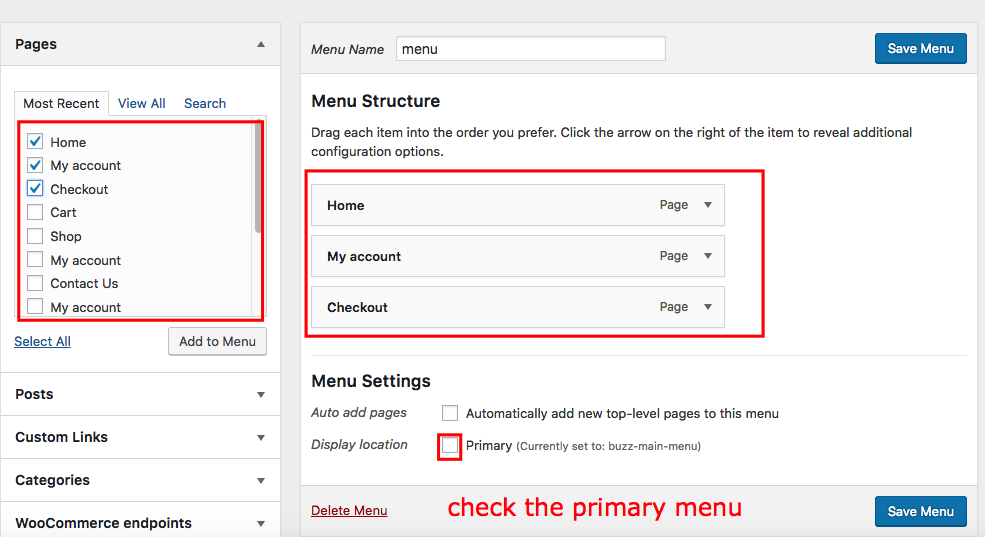 Pages
Most Recent View All Search
Home
My account
Checkout
Cart
Shop
My account
Contact Us
My account
Select All Add to Menu
Posts
Custom Links
Categories
WooCommerce endpoints
Menu Name menu Save Menu
Menu Structure
Drag each item into the order you prefer. Click the arrow on the right of the item to reveal additional
configuration options.
Home Page
My account Page
Checkout Page
Menu Settings
Auto add pages Automatically add new top-level pages to this menu
Display location Primary (Currently set to: buzz-main-menu)
Delete Menu check the primary menu Save Menu